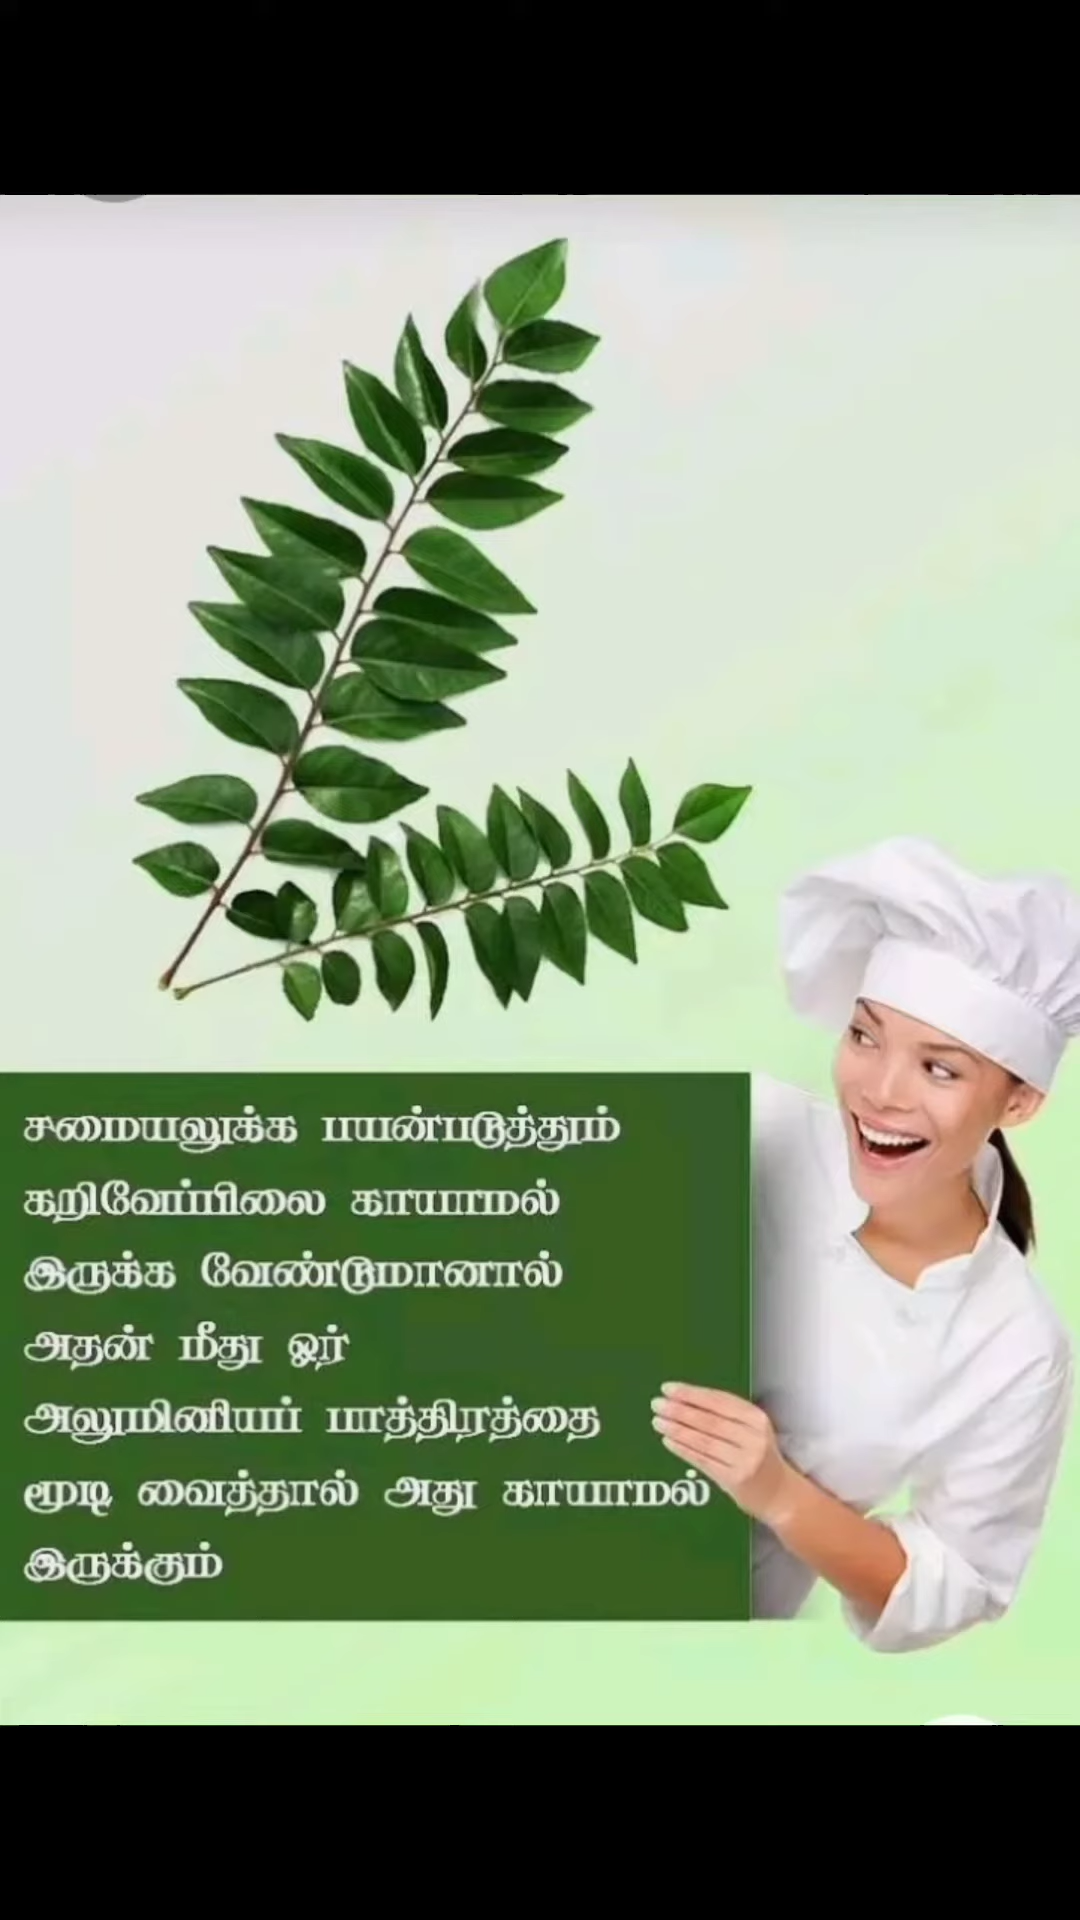 சமையலுக்க பயன்படுத்தும்
கறிவேப்பிலை காயாமல்
இருக்க வேண்டுமானால்
அதன் மீது ஓர்
அலுமினியப் பாத்திரத்தை
மூடி வைத்தால் அது காயாமல்
இருக்கும்